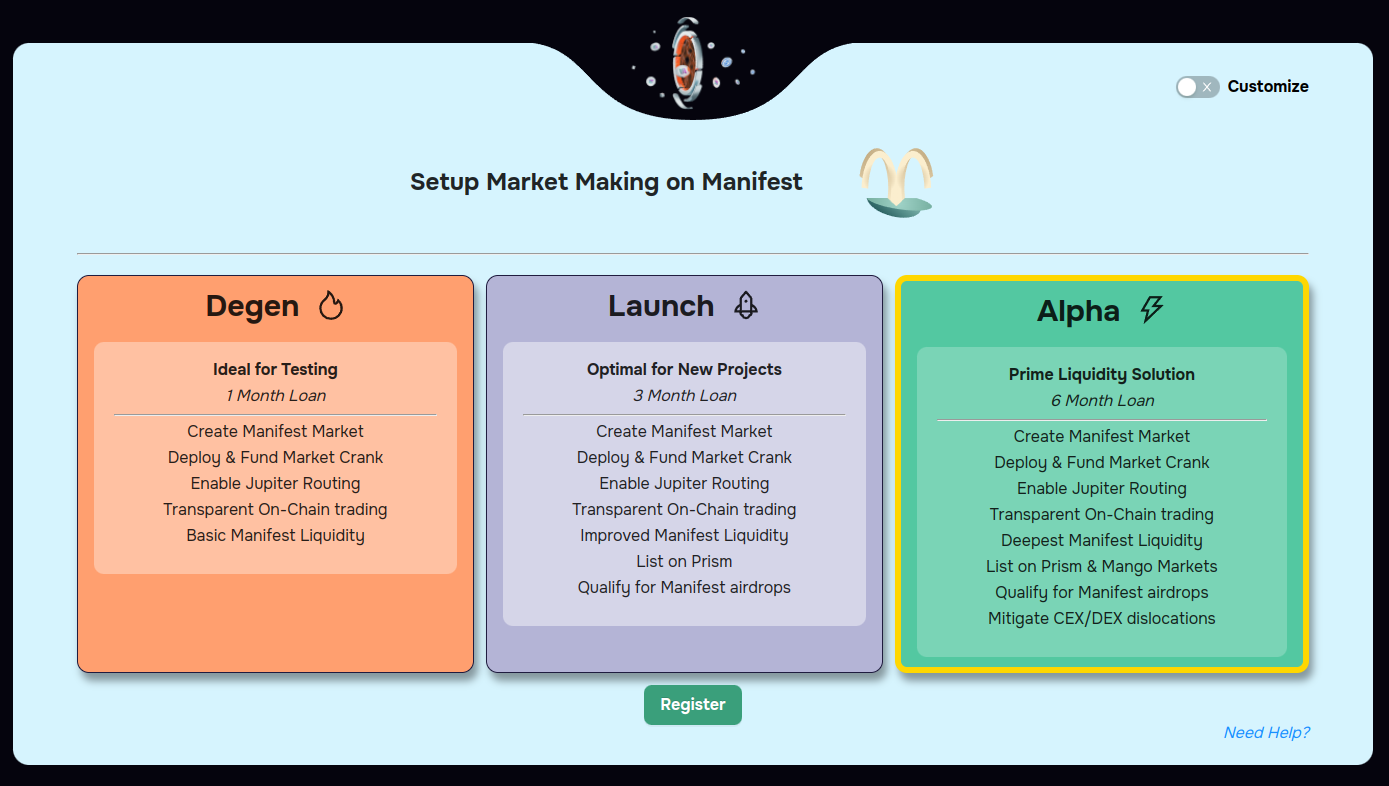 Customize
Setup Market Making on Manifest
Degen
Ideal for Testing
1 Month Loan
Create Manifest Market
Deploy & Fund Market Crank
Enable Jupiter Routing
Transparent On-Chain trading
Basic Manifest Liquidity
Launch
Optimal for New Projects
3 Month Loan
Create Manifest Market
Deploy & Fund Market Crank
Enable Jupiter Routing
Transparent On-Chain trading
Improved Manifest Liquidity
List on Prism
Qualify for Manifest airdrops
Alpha
Prime Liquidity Solution
6 Month Loan
Create Manifest Market
Deploy & Fund Market Crank
Enable Jupiter Routing
Transparent On-Chain trading
Deepest Manifest Liquidity
List on Prism & Mango Markets
Qualify for Manifest airdrops
Mitigate CEX/DEX dislocations
Register
Need Help?